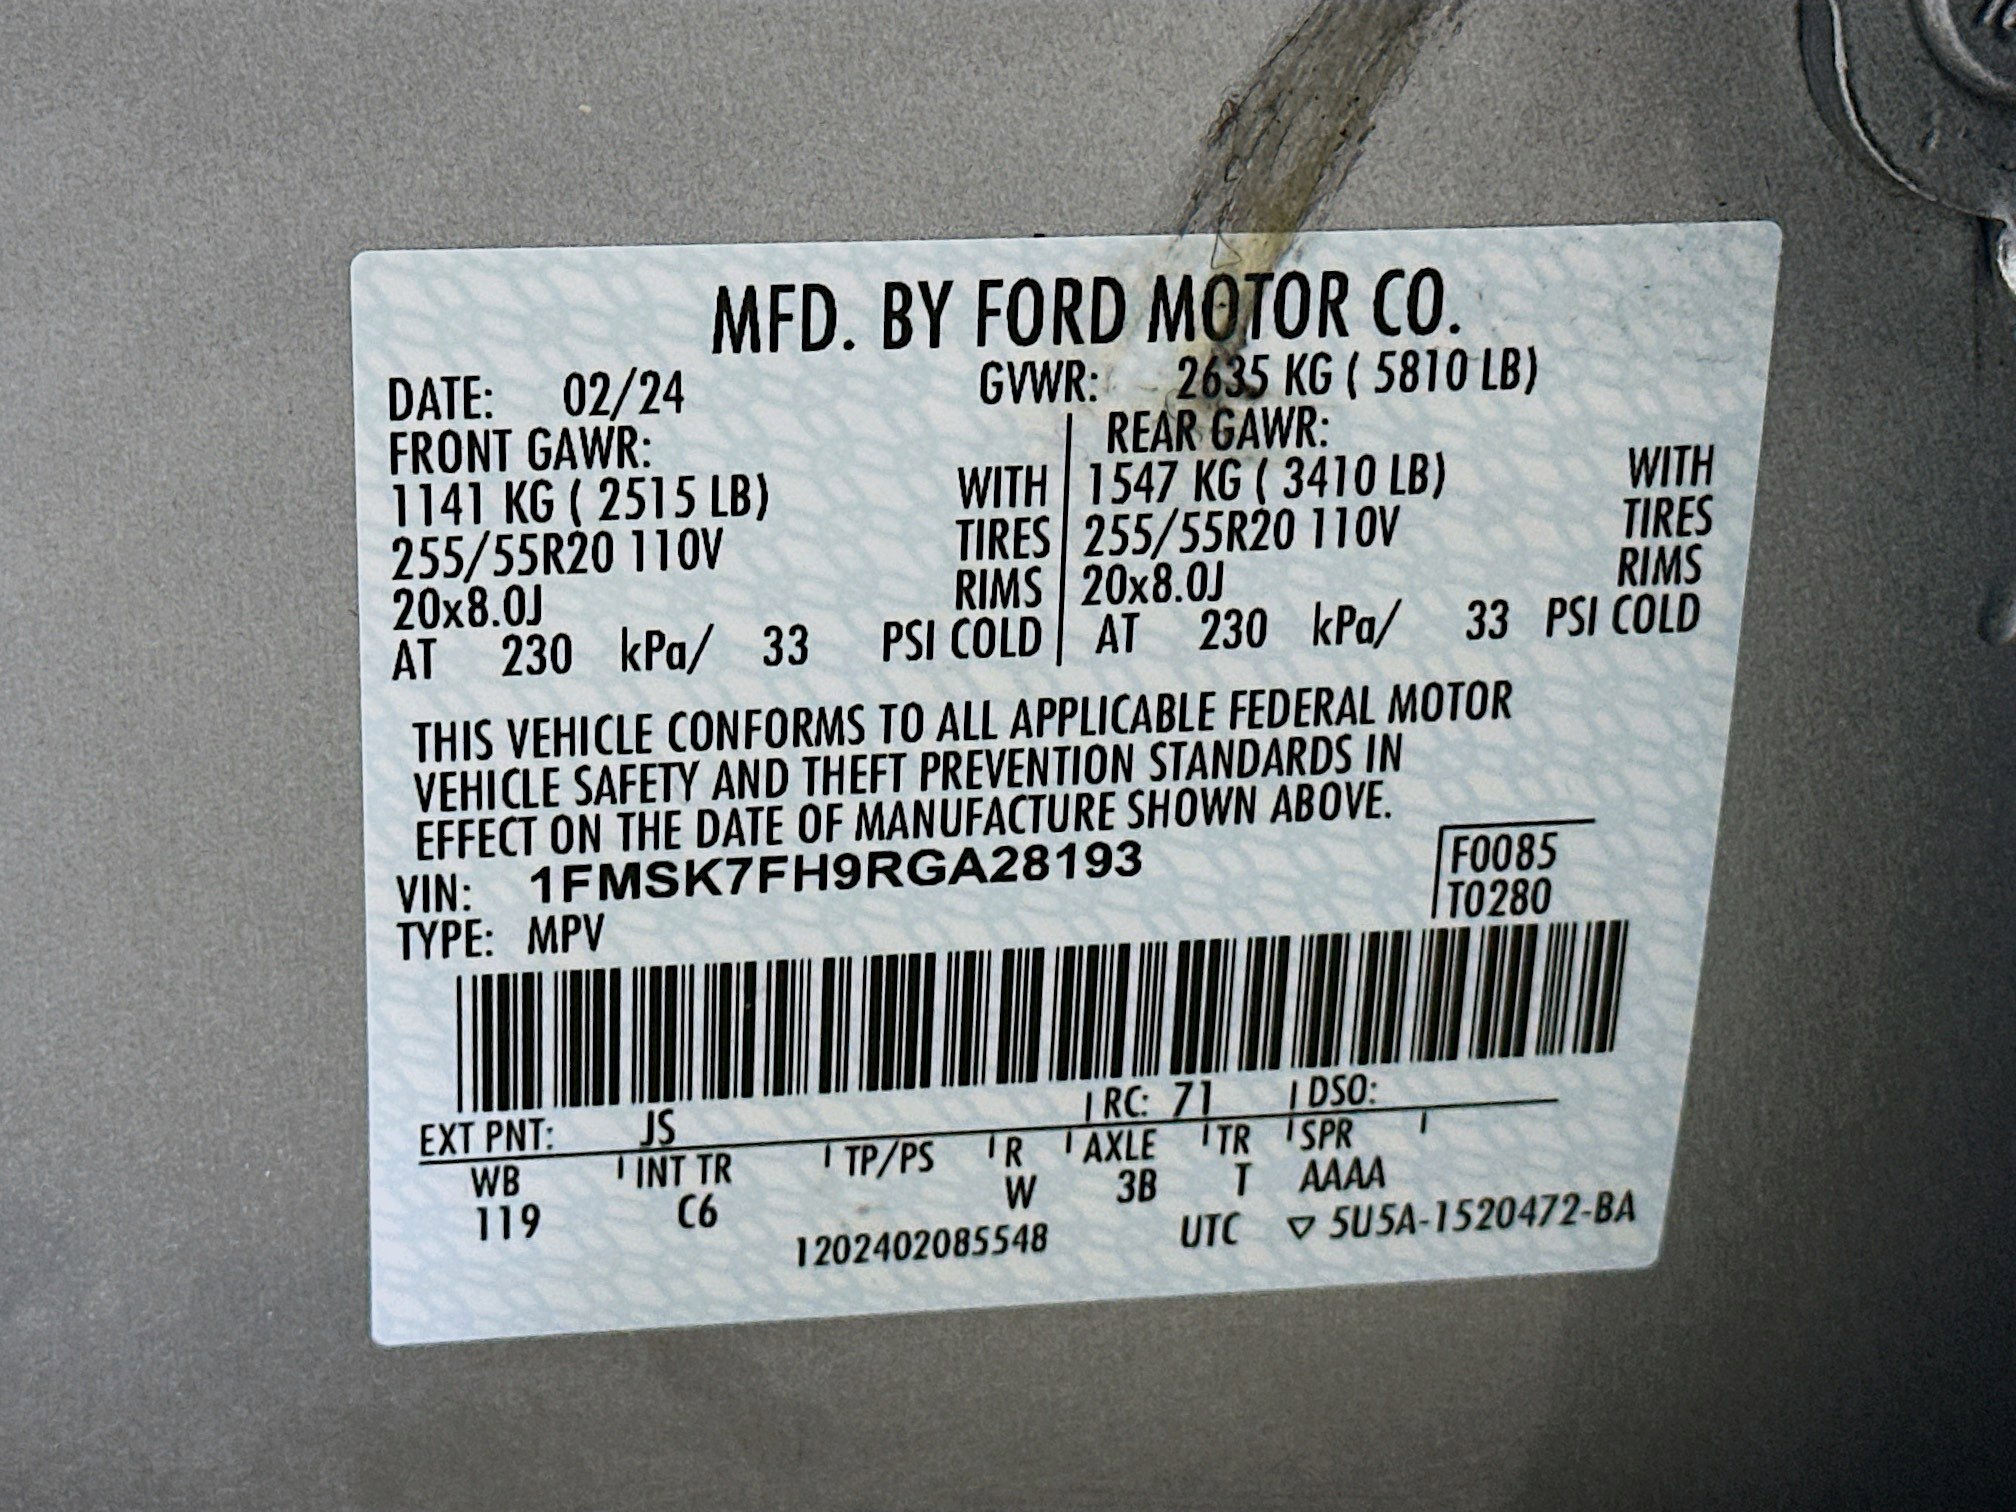 MFD. BY FORD MOTOR CO.
DATE: 02/24 GVWR: 2635 KG ( 5810 LB)
FRONT GAWR: REAR GAWR:
1141 KG ( 2515 LB) WITH 1547 KG ( 3410 LB) WITH
255/55R20 110V TIRES 255/55R20 110V TIRES
20x8.0J RIMS 20x8.0J RIMS
AT 230 kPa/ 33 PSI COLD AT 230 kPa/ 33 PSI COLD
THIS VEHICLE CONFORMS TO ALL APPLICABLE FEDERAL MOTOR
VEHICLE SAFETY AND THEFT PREVENTION STANDARDS IN
EFFECT ON THE DATE OF MANUFACTURE SHOWN ABOVE.
VIN: 1FMSK7FH9RGA28193 F0085
TYPE: MPV T0280
EXT PNT: JS RC: 71 DSO:
WB INT TR TP/PS R AXLE TR SPR
119 C6 W 3B T AAAA
1202402085548 UTC ▽ 5U5A-1520472-BA